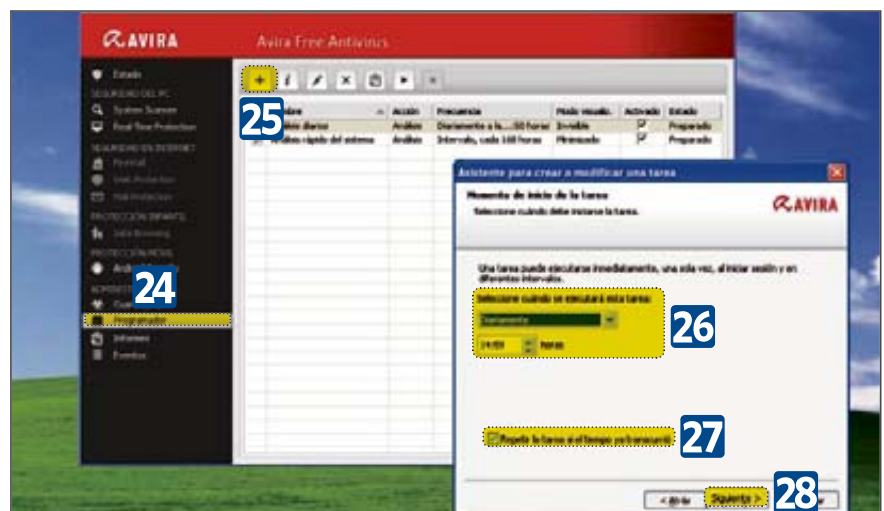 AVIRA
Avira Free Antivirus
Estado
SEGURIDAD DEL PC
System Scanner
Real-Time Protection
SEGURIDAD EN INTERNET
Firewall
Web Protection
Mail Protection
PROTECCIÓN INFANTIL
Safe Browsing
PROTECCIÓN MÓVIL
24
Programador
Informes
Eventos
25
Acción
Frecuencia
Modo visualiz.
Activado
Estado
Análisis diario
Análisis
Diariamente a la
horas
Invisible
Preparado
Análisis rápido del sistema
Análisis
Intervalo, cada 168 horas
Minimizado
Preparado
Asistente para crear o modificar una tarea
Momento de inicio de la tarea
Seleccione cuándo debe iniciarse la tarea.
AVIRA
Una tarea puede ejecutarse inmediatamente, una sola vez, al iniciar sesión y en
diferentes intervalos.
Seleccione cuándo se ejecutará esta tarea:
Diariamente
horas
26
Repetir la tarea si el tiempo ya transcurrió
27
Siguiente >
28